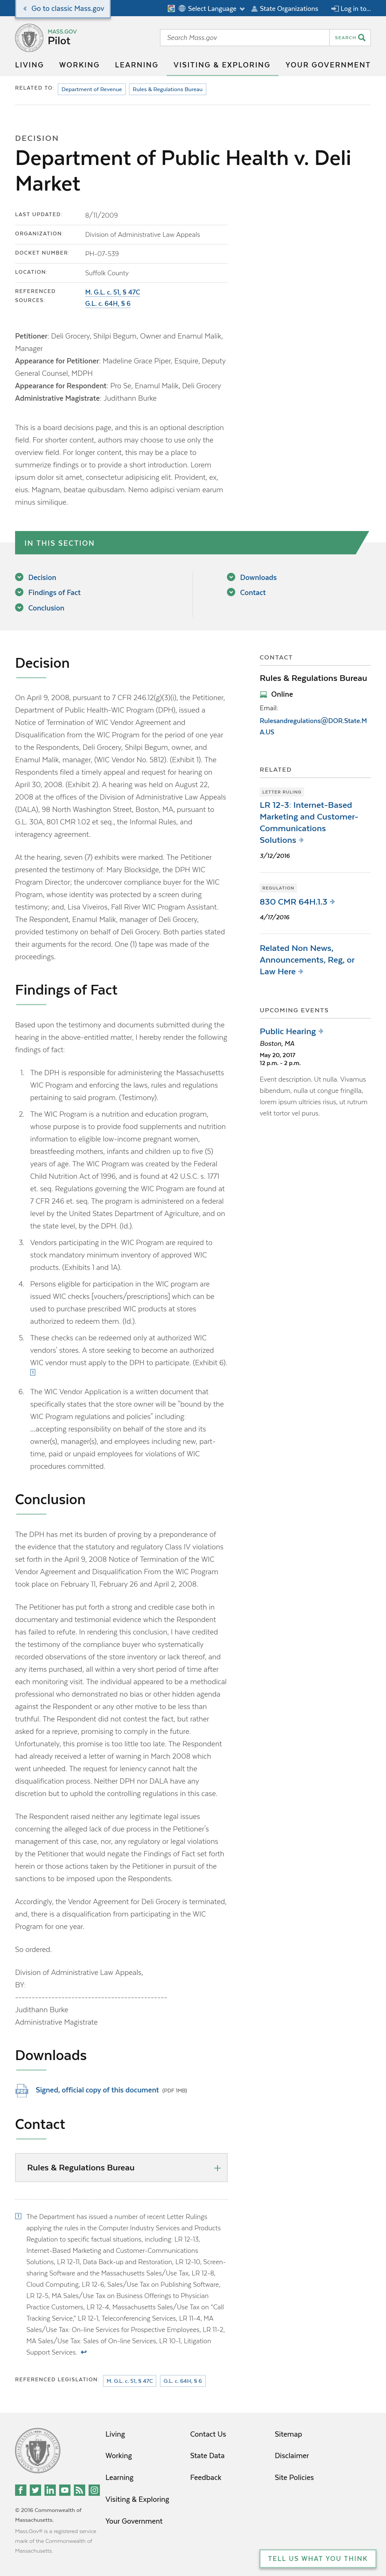 Go to classic Mass.gov
Select Language
State Organizations
Log in to...
MASS.GOV
Pilot
Search Mass.gov
SEARCH
LIVING
WORKING
LEARNING
VISITING & EXPLORING
YOUR GOVERNMENT
RELATED TO:
Department of Revenue
Rules & Regulations Bureau
DECISION
Department of Public Health v. Deli
Market
LAST UPDATED: 8/11/2009
ORGANIZATION: Division of Administrative Law Appeals
DOCKET NUMBER: PH-07-539
LOCATION: Suffolk County
REFERENCED
SOURCES:
M. G.L. c. 51, § 47C
G.L. c. 64H, § 6
Petitioner: Deli Grocery, Shilpi Begum, Owner and Enamul Malik,
Manager
Appearance for Petitioner: Madeline Grace Piper, Esquire, Deputy
General Counsel, MDPH
Appearance for Respondent: Pro Se, Enamul Malik, Deli Grocery
Administrative Magistrate: Judithann Burke
This is a board decisions page, and this is an optional description
field. For shorter content, authors may choose to use only the
overview field. For longer content, this may be a place to
introduce bindings or to provide a short introduction. Lorem
ipsum dolor sit amet, consectetur adipisicing elit. Provident, ex,
eius. Magnam, beatae quibusdam. Nemo adipisci veniam earum
minus similique.
IN THIS SECTION
Decision
Findings of Fact
Conclusion
Downloads
Contact
Decision
On April 9, 2008, pursuant to 7 CFR 246.12(g)(3)(i), the Petitioner,
Department of Public Health-WIC Program (DPH), issued a
Notice of Termination of WIC Vendor Agreement and
Disqualification from the WIC Program for the period of one year
to the Respondents, Deli Grocery, Shilpi Begum, owner, and
Enamul Malik, manager, (WIC Vendor No. 5812). (Exhibit 1). The
Respondents filed a timely appeal and request for hearing on
April 30, 2008. (Exhibit 2). A hearing was held on August 22,
2008 at the offices of the Division of Administrative Law Appeals
(DALA), 98 North Washington Street, Boston, MA, pursuant to
G.L. 30A, 801 CMR 1.02 et seq., the Informal Rules, and
interagency agreement.
At the hearing, seven (7) exhibits were marked. The Petitioner
presented the testimony of: Mary Blocksidge, the DPH WIC
Program Director; the undercover compliance buyer for the WIC
Program, whose identity was protected by a screen during
testimony; and, Lisa Viveiros, Fall River WIC Program Assistant.
The Respondent, Enamul Malik, manager of Deli Grocery,
provided testimony on behalf of Deli Grocery. Both parties stated
their arguments for the record. One (1) tape was made of the
proceedings.
Findings of Fact
Based upon the testimony and documents submitted during the
hearing in the above-entitled matter, I hereby render the following
findings of fact:
1. The DPH is responsible for administering the Massachusetts
WIC Program and enforcing the laws, rules and regulations
pertaining to said program. (Testimony).
2. The WIC Program is a nutrition and education program,
whose purpose is to provide food supplements and nutrition
information to eligible low-income pregnant women,
breastfeeding mothers, infants and children up to five (5)
years of age. The WIC Program was created by the Federal
Child Nutrition Act of 1996, and is found at 42 U.S.C. s. 1771
et. seq. Regulations governing the WIC Program are found at
7 CFR 246 et. seq. The program is administered on a federal
level by the United States Department of Agriculture, and on
the state level, by the DPH. (Id.).
3. Vendors participating in the WIC Program are required to
stock mandatory minimum inventory of approved WIC
products. (Exhibits 1 and 1A).
4. Persons eligible for participation in the WIC program are
issued WIC checks [vouchers/prescriptions] which can be
used to purchase prescribed WIC products at stores
authorized to redeem them. (Id.).
5. These checks can be redeemed only at authorized WIC
vendors' stores. A store seeking to become an authorized
WIC vendor must apply to the DPH to participate. (Exhibit 6).
1
6. The WIC Vendor Application is a written document that
specifically states that the store owner will be "bound by the
WIC Program regulations and policies" including
....accepting responsibility on behalf of the store and its
owner(s), manager(s), and employees including new, part-
time, paid or unpaid employees for violations of WIC
procedures committed.
Conclusion
The DPH has met its burden of proving by a preponderance of
the evidence that the statutory and regulatory Class IV violations
set forth in the April 9, 2008 Notice of Termination of the WIC
Vendor Agreement and Disqualification From the WIC Program
took place on February 11, February 26 and April 2, 2008.
The Petitioner has put forth a strong and credible case both in
documentary and testimonial evidence which the Respondent
has failed to refute. In rendering this conclusion, I have credited
the testimony of the compliance buyer who systematically
recorded observations of the store inventory or lack thereof, and
any purchases, all within a very short period of time after
each monitoring visit. The individual appeared to be a methodical
professional who demonstrated no bias or other hidden agenda
against the Respondent or any other motive to be less than
truthful. The Respondent did not contest the fact, but rather
asked for a reprieve, promising to comply in the future.
Unfortunately, this promise is too little too late. The Respondent
had already received a letter of warning in March 2008 which
went unheeded. The request for leniency cannot halt the
disqualification process. Neither DPH nor DALA have any
discretion but to uphold the controlling regulations in this case.
The Respondent raised neither any legitimate legal issues
concerning the alleged lack of due process in the Petitioner's
management of this case, nor, any regulatory or legal violations
by the Petitioner that would negate the Findings of Fact set forth
herein or those actions taken by the Petitioner in pursuit of the
sanctions to be imposed upon the Respondents.
Accordingly, the Vendor Agreement for Deli Grocery is terminated,
and, there is a disqualification from participating in the WIC
Program for one year.
So ordered.
Division of Administrative Law Appeals,
BY:
----------------------------------------------
Judithann Burke
Administrative Magistrate
Downloads
Signed, official copy of this document (PDF 1MB)
Contact
Rules & Regulations Bureau
1 The Department has issued a number of recent Letter Rulings
applying the rules in the Computer Industry Services and Products
Regulation to specific factual situations, including: LR 12-13,
Internet-Based Marketing and Customer-Communications
Solutions, LR 12-11, Data Back-up and Restoration, LR 12-10, Screen-
sharing Software and the Massachusetts Sales/Use Tax, LR 12-8,
Cloud Computing, LR 12-6, Sales/Use Tax on Publishing Software,
LR 12-5, MA Sales/Use Tax on Business Offerings to Physician
Practice Customers, LR 12-4, Massachusetts Sales/Use Tax on "Call
Tracking Service," LR 12-1, Teleconferencing Services, LR 11-4, MA
Sales/Use Tax: On-line Services for Prospective Employees, LR 11-2,
MA Sales/Use Tax: Sales of On-line Services, LR 10-1, Litigation
Support Services. ↩
REFERENCED LEGISLATION:
M. G.L. c. 51, § 47C
G.L. c. 64H, § 6
CONTACT
Rules & Regulations Bureau
Online
Email:
Rulesandregulations@DOR.State.M
A.US
RELATED
LETTER RULING
LR 12-3: Internet-Based
Marketing and Customer-
Communications
Solutions
3/12/2016
REGULATION
830 CMR 64H.1.3
4/17/2016
Related Non News,
Announcements, Reg, or
Law Here
UPCOMING EVENTS
Public Hearing
Boston, MA
May 20, 2017
12 p.m. - 2 p.m.
Event description. Ut nulla. Vivamus
bibendum, nulla ut congue fringilla,
lorem ipsum ultricies risus, ut rutrum
velit tortor vel purus.
© 2016 Commonwealth of
Massachusetts.
Mass.Gov® is a registered service
mark of the Commonwealth of
Massachusetts.
Living
Working
Learning
Visiting & Exploring
Your Government
Contact Us
State Data
Feedback
Sitemap
Disclaimer
Site Policies
TELL US WHAT YOU THINK